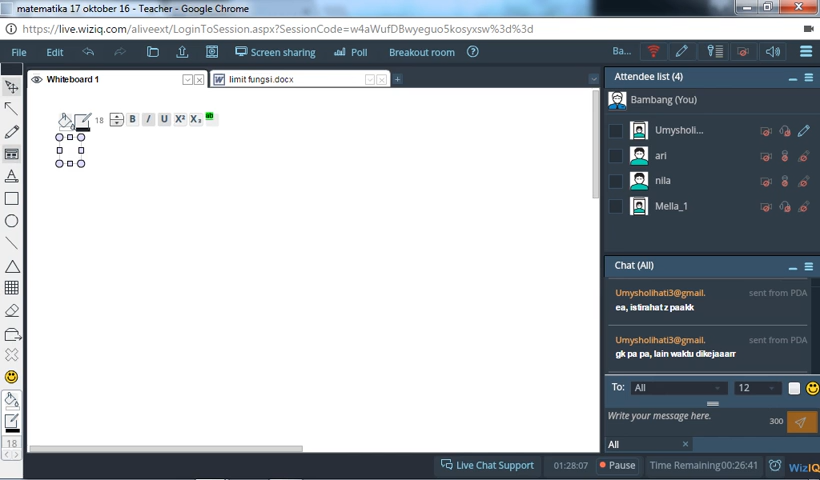 matematika 17 oktober 16 - Teacher - Google Chrome
https://live.wiziq.com/aliveext/LoginToSession.aspx?SessionCode=w4aWufDBwyeguo5kosyxsw%3d%3d
File Edit Screen sharing Poll Breakout room ? Ba...
Whiteboard 1 limit fungsi.docx
Attendee list (4)
Bambang (You)
Umysholi...
ari
nila
Mella_1
18 B I U X² X₂
Chat (All)
Umysholihati3@gmail. sent from PDA
ea, istirahat z paakk
Umysholihati3@gmail. sent from PDA
gk pa pa, lain waktu dikejaaarr
To: All 12
Write your message here. 300
All
18
Live Chat Support 01:28:07 Pause Time Remaining 00:26:41 WizIQ